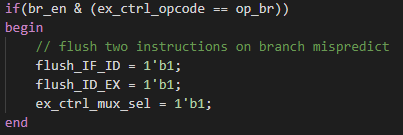 if(br_en & (ex_ctrl_opcode == op_br))
begin
    // flush two instructions on branch mispredict
    flush_IF_ID = 1'b1;
    flush_ID_EX = 1'b1;
    ex_ctrl_mux_sel = 1'b1;
end